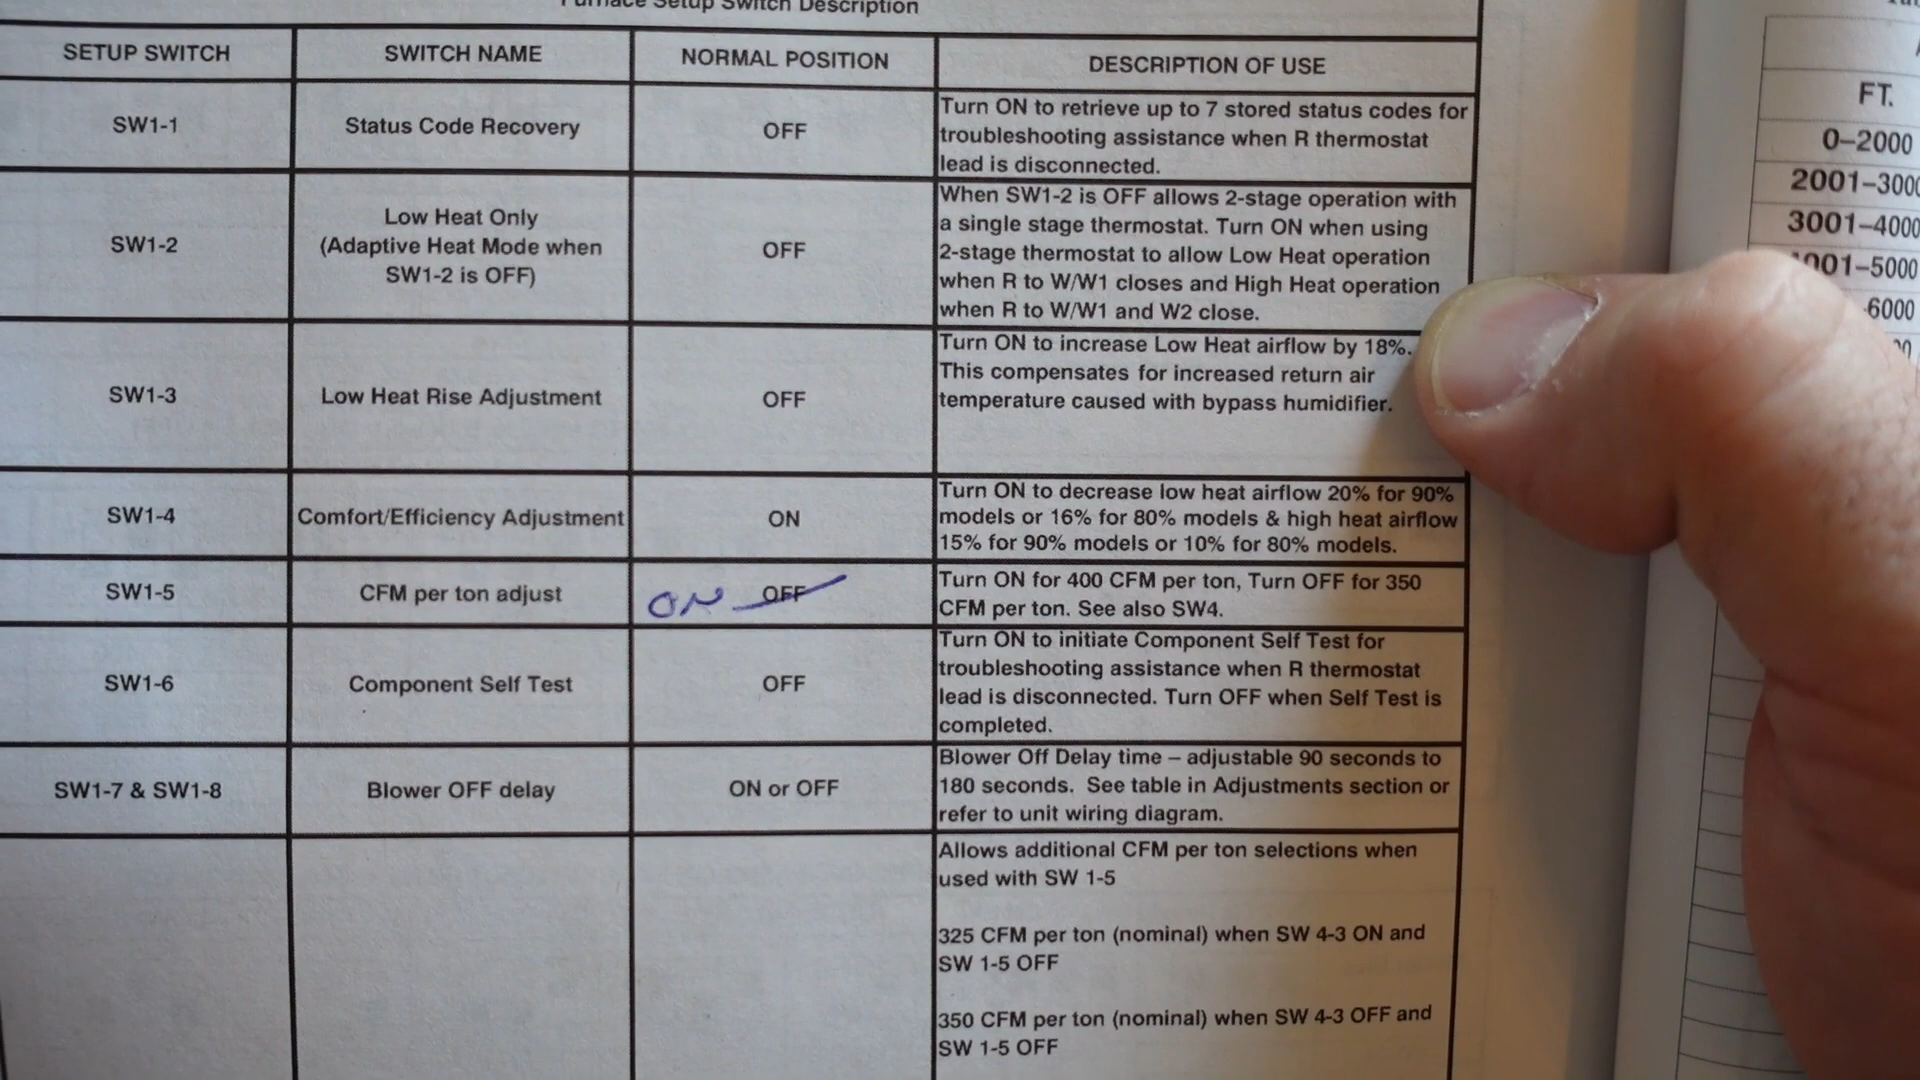 Furnace Setup Switch Description
SETUP SWITCH
SWITCH NAME
NORMAL POSITION
DESCRIPTION OF USE
SW1-1
Status Code Recovery
OFF
Turn ON to retrieve up to 7 stored status codes for
troubleshooting assistance when R thermostat
lead is disconnected.
SW1-2
Low Heat Only
(Adaptive Heat Mode when
SW1-2 is OFF)
OFF
When SW1-2 is OFF allows 2-stage operation with
a single stage thermostat. Turn ON when using
2-stage thermostat to allow Low Heat operation
when R to W/W1 closes and High Heat operation
when R to W/W1 and W2 close.
SW1-3
Low Heat Rise Adjustment
OFF
Turn ON to increase Low Heat airflow by 18%.
This compensates for increased return air
temperature caused with bypass humidifier.
SW1-4
Comfort/Efficiency Adjustment
ON
Turn ON to decrease low heat airflow 20% for 90%
models or 16% for 80% models & high heat airflow
15% for 90% models or 10% for 80% models.
SW1-5
CFM per ton adjust
ON OFF
Turn ON for 400 CFM per ton, Turn OFF for 350
CFM per ton. See also SW4.
SW1-6
Component Self Test
OFF
Turn ON to initiate Component Self Test for
troubleshooting assistance when R thermostat
lead is disconnected. Turn OFF when Self Test is
completed.
SW1-7 & SW1-8
Blower OFF delay
ON or OFF
Blower Off Delay time – adjustable 90 seconds to
180 seconds. See table in Adjustments section or
refer to unit wiring diagram.
Allows additional CFM per ton selections when
used with SW 1-5
325 CFM per ton (nominal) when SW 4-3 ON and
SW 1-5 OFF
350 CFM per ton (nominal) when SW 4-3 OFF and
SW 1-5 OFF
FT.
0–2000
2001–3000
3001–4000
001–5000
6000